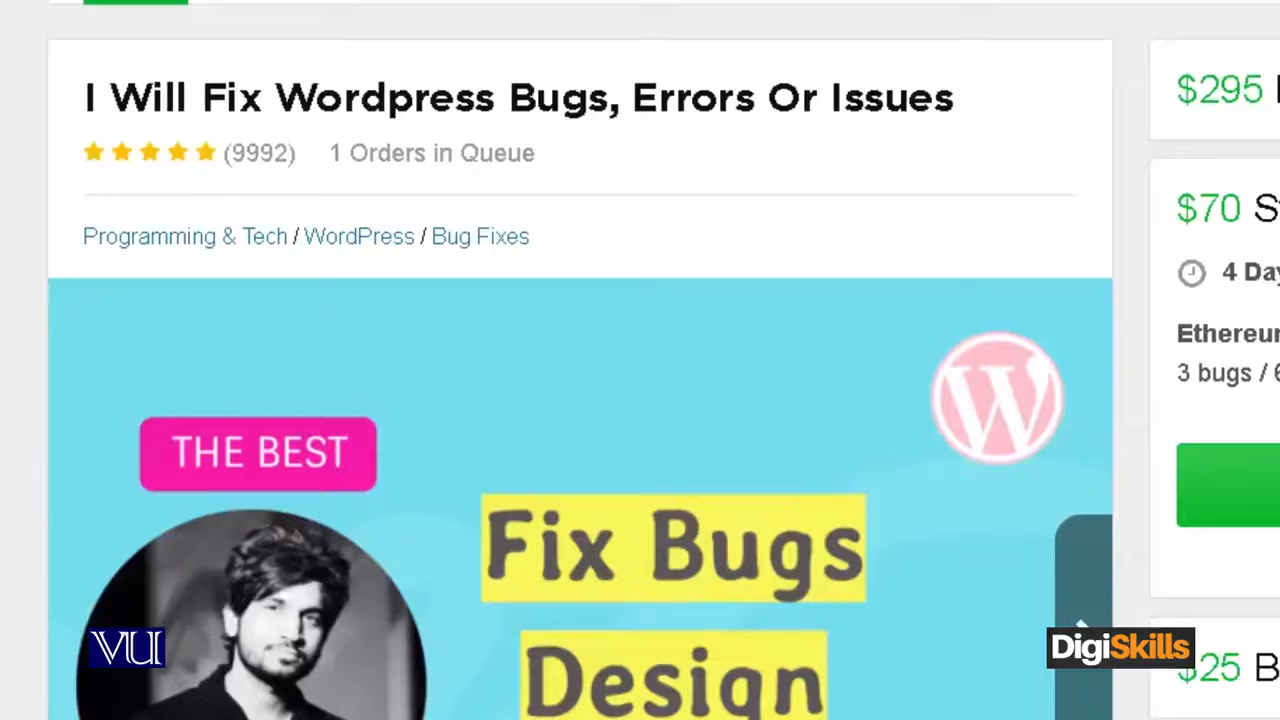 I Will Fix Wordpress Bugs, Errors Or Issues
(9992) 1 Orders in Queue
Programming & Tech / WordPress / Bug Fixes
THE BEST
Fix Bugs
Design
VU
$295
$70
4
3 bugs /
DigiSkills
$25